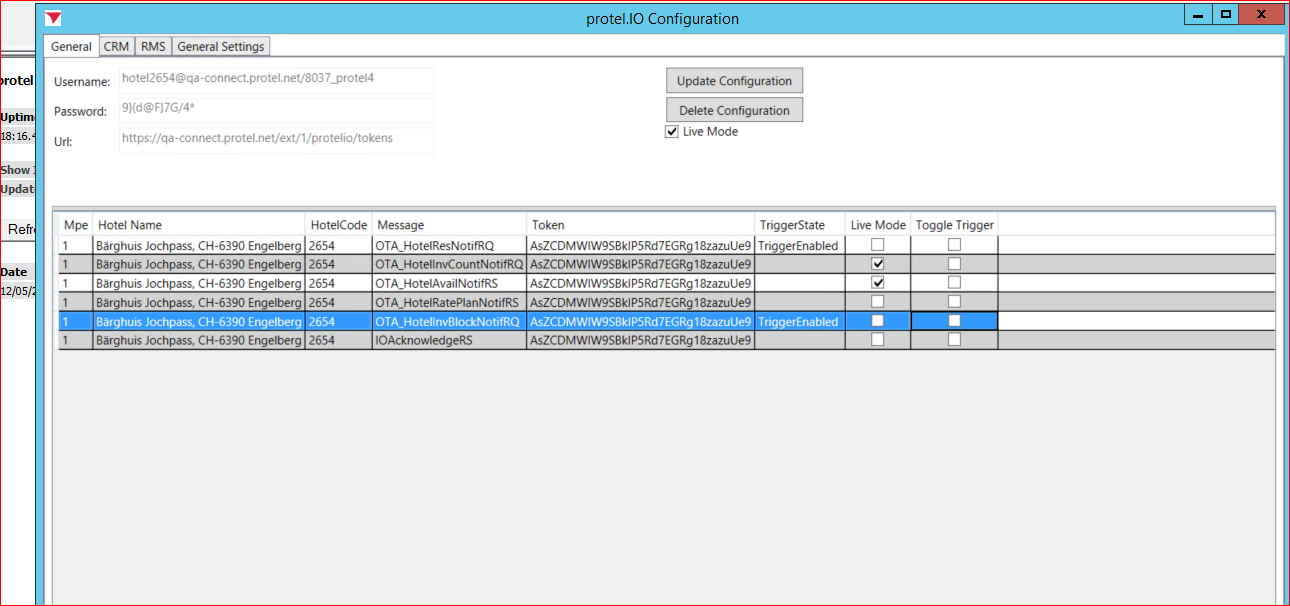 protel.IO Configuration
General CRM RMS General Settings
protel
Username: hotel2654@qa-connect.protel.net/8037_protel4
Update Configuration
Password: 9}(d@F}7G/4*
Delete Configuration
Live Mode
Url: https://qa-connect.protel.net/ext/1/protelio/tokens
Uptime
18:16.4
Show
Updat
Refr
Date
12/05/2
Mpe Hotel Name HotelCode Message Token TriggerState Live Mode Toggle Trigger
1 Bärghuis Jochpass, CH-6390 Engelberg 2654 OTA_HotelResNotifRQ AsZCDMWIW9SBkIP5Rd7EGRg18zazuUe9 TriggerEnabled
1 Bärghuis Jochpass, CH-6390 Engelberg 2654 OTA_HotelInvCountNotifRQ AsZCDMWIW9SBkIP5Rd7EGRg18zazuUe9
1 Bärghuis Jochpass, CH-6390 Engelberg 2654 OTA_HotelAvailNotifRS AsZCDMWIW9SBkIP5Rd7EGRg18zazuUe9
1 Bärghuis Jochpass, CH-6390 Engelberg 2654 OTA_HotelRatePlanNotifRS AsZCDMWIW9SBkIP5Rd7EGRg18zazuUe9
1 Bärghuis Jochpass, CH-6390 Engelberg 2654 OTA_HotelInvBlockNotifRQ AsZCDMWIW9SBkIP5Rd7EGRg18zazuUe9 TriggerEnabled
1 Bärghuis Jochpass, CH-6390 Engelberg 2654 IOAcknowledgeRS AsZCDMWIW9SBkIP5Rd7EGRg18zazuUe9